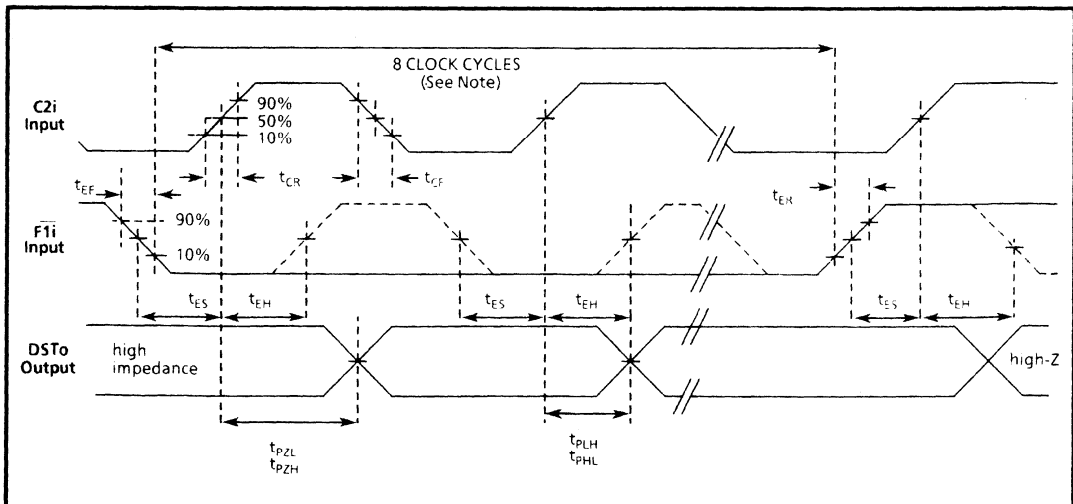 8 CLOCK CYCLES
(See Note)
C2i
Input
90%
50%
10%
tCR
tCF
tEF
tER
F1i
Input
90%
10%
tES
tEH
tES
tEH
tES
tEH
DSTo
Output
high
impedance
high-Z
tPZL
tPZH
tPLH
tPHL